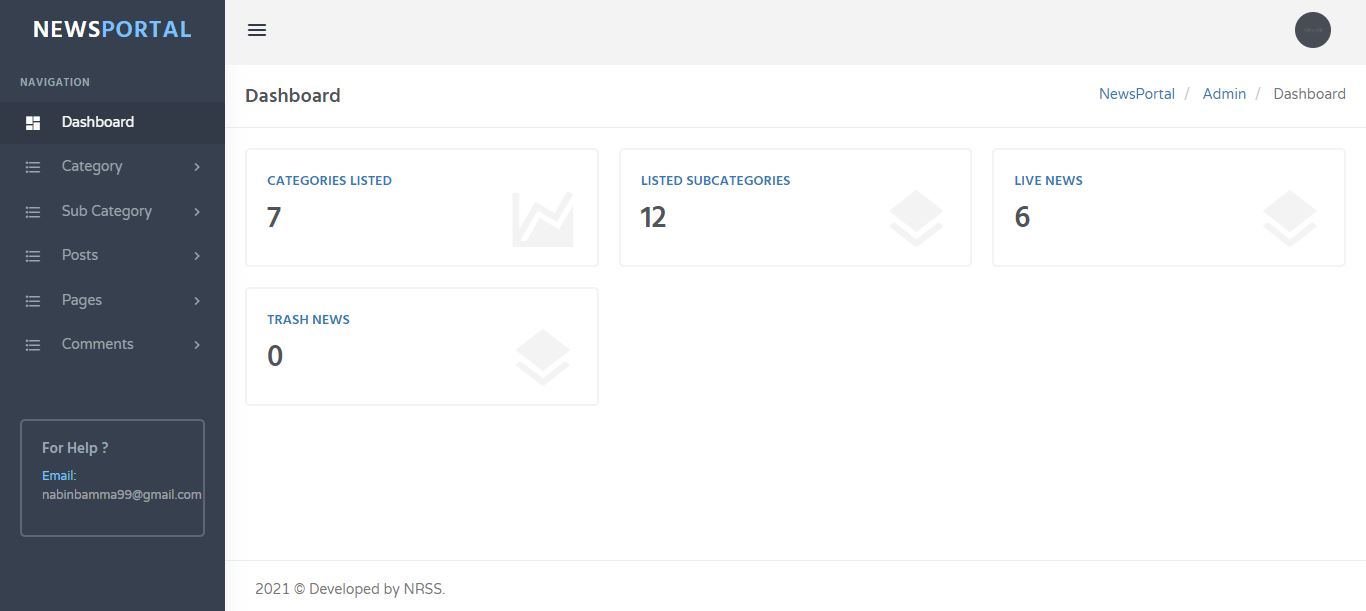 NEWSPORTAL
NAVIGATION
Dashboard
Category
Sub Category
Posts
Pages
Comments
For Help ?
Email:
nabinbamma99@gmail.com
Dashboard
NewsPortal / Admin / Dashboard
CATEGORIES LISTED
7
LISTED SUBCATEGORIES
12
LIVE NEWS
6
TRASH NEWS
0
2021 © Developed by NRSS.